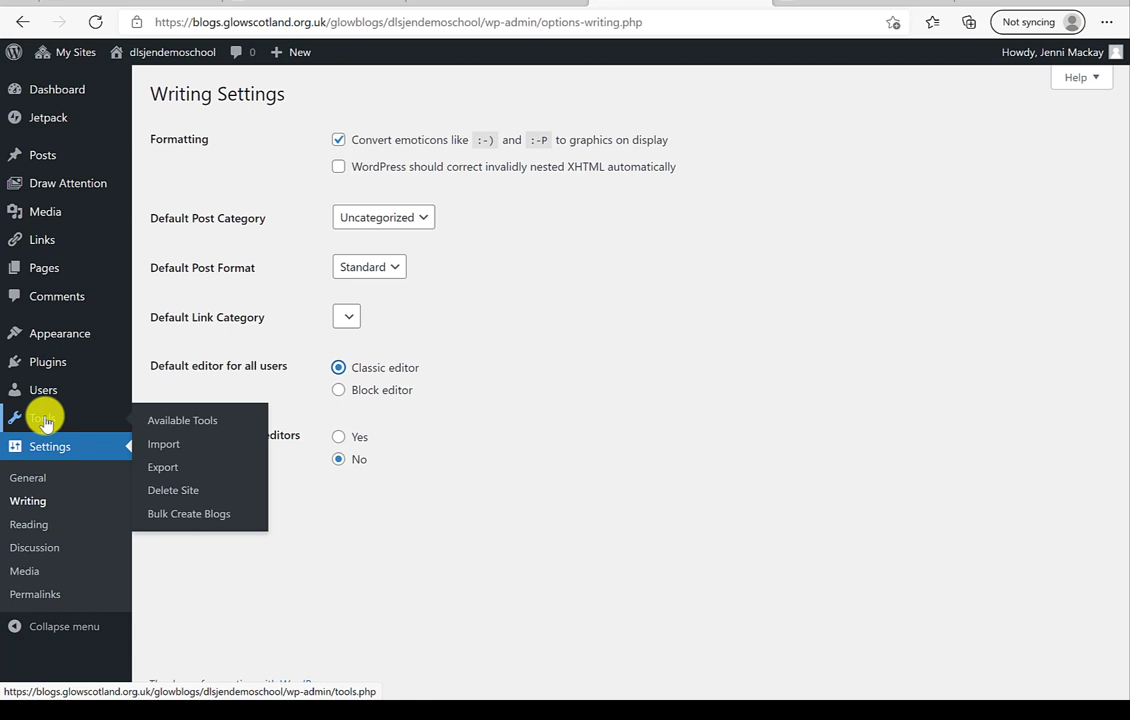 https://blogs.glowscotland.org.uk/glowblogs/dlsjendemoschool/wp-admin/options-writing.php
Not syncing
My Sites
dlsjendemoschool
0
New
Howdy, Jenni Mackay
Help
Dashboard
Jetpack
Posts
Draw Attention
Media
Links
Pages
Comments
Appearance
Plugins
Users
Tools
Settings
General
Writing
Reading
Discussion
Media
Permalinks
Collapse menu
Available Tools
Import
Export
Delete Site
Bulk Create Blogs
Writing Settings
Formatting
Convert emoticons like :-) and :-P to graphics on display
WordPress should correct invalidly nested XHTML automatically
Default Post Category
Uncategorized
Default Post Format
Standard
Default Link Category
Default editor for all users
Classic editor
Block editor
editors
Yes
No
https://blogs.glowscotland.org.uk/glowblogs/dlsjendemoschool/wp-admin/tools.php